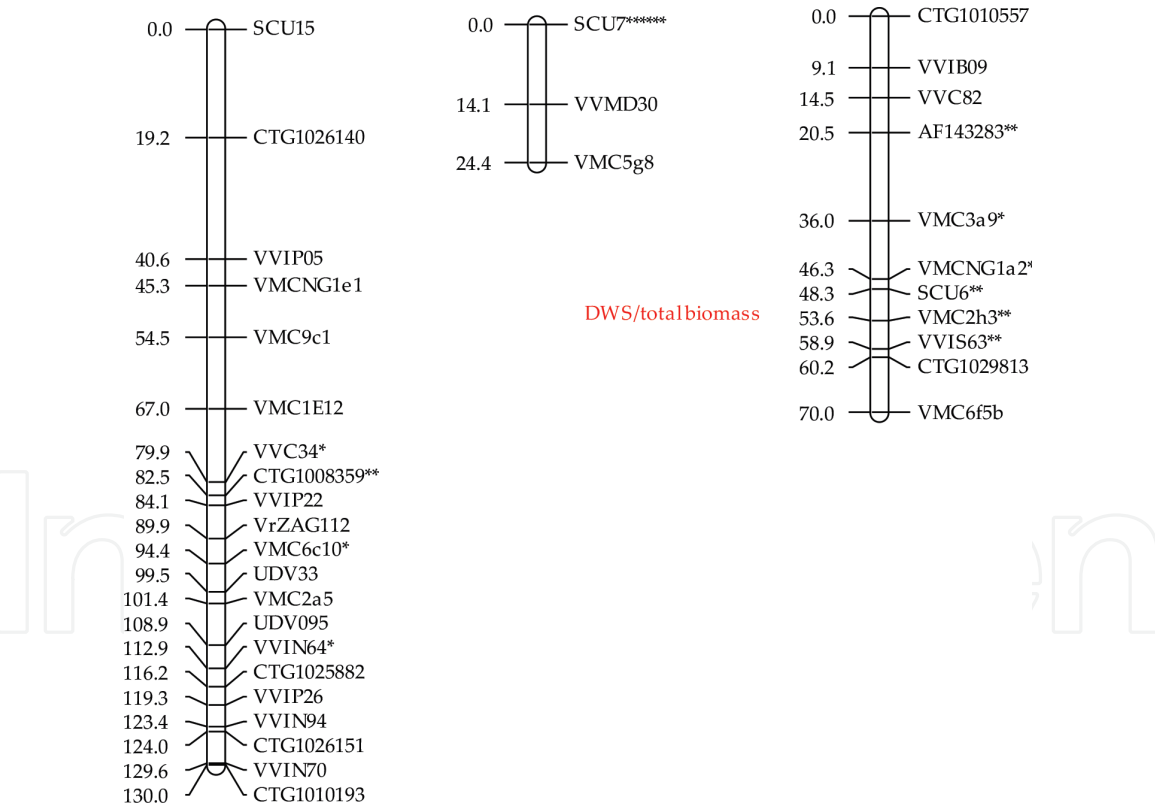 0.0 SCU15
19.2 CTG1026140
40.6 VVIP05
45.3 VMCNG1e1
54.5 VMC9c1
67.0 VMC1E12
79.9 VVC34*
82.5 CTG1008359**
84.1 VVIP22
89.9 VrZAG112
94.4 VMC6c10*
99.5 UDV33
101.4 VMC2a5
108.9 UDV095
112.9 VVIN64*
116.2 CTG1025882
119.3 VVIP26
123.4 VVIN94
124.0 CTG1026151
129.6 VVIN70
130.0 CTG1010193
0.0 SCU7******
14.1 VVMD30
24.4 VMC5g8
DWS/total biomass
0.0 CTG1010557
9.1 VVIB09
14.5 VVC82
20.5 AF143283**
36.0 VMC3a9*
46.3 VMCNG1a2*
48.3 SCU6**
53.6 VMC2h3**
58.9 VVIS63**
60.2 CTG1029813
70.0 VMC6f5b